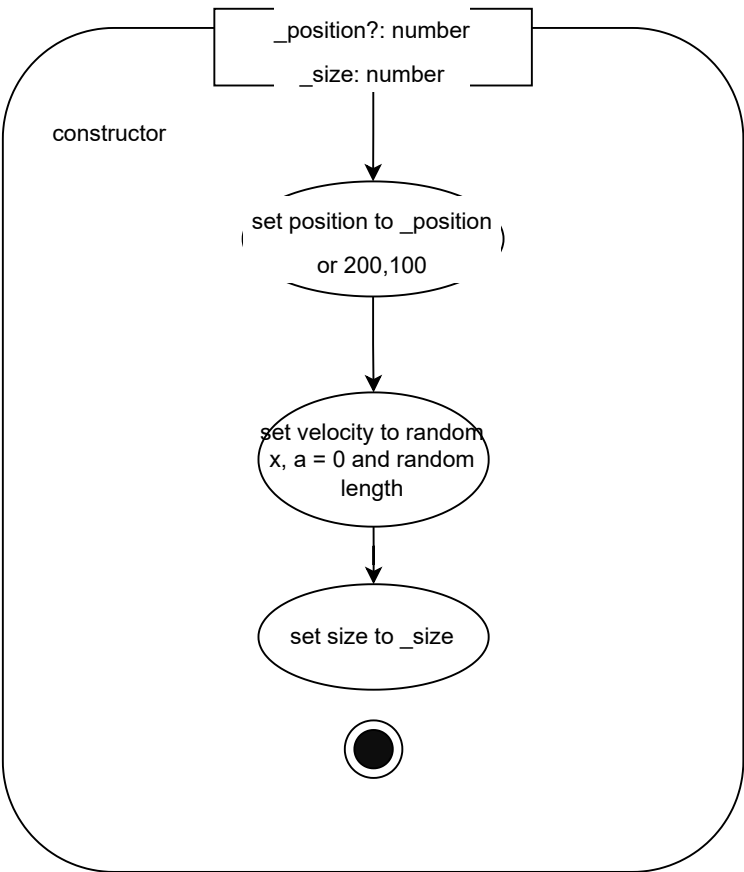 _position?: number
_size: number
constructor
set position to _position
or 200,100
set velocity to random
x, a = 0 and random
length
set size to _size